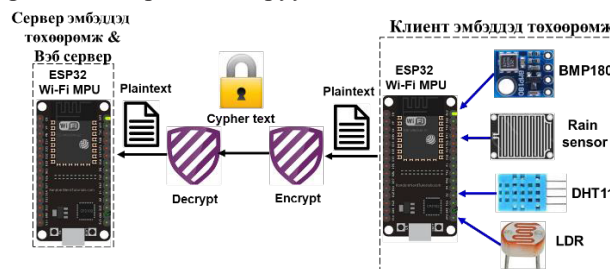 Сервер эмбэддэд
төхөөрөмж &
Вэб сервер
ESP32
Wi-Fi MPU
Plaintext
Decrypt
Cypher text
Encrypt
Plaintext
Клиент эмбэддэд төхөөрөмж
ESP32
Wi-Fi MPU
BMP180
Rain
sensor
DHT11
LDR